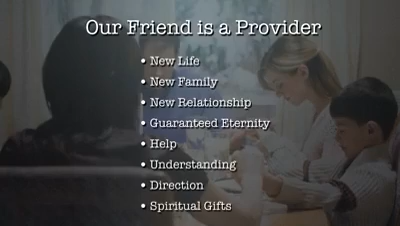 Our Friend is a Provider
• New Life
• New Family
• New Relationship
• Guaranteed Eternity
• Help
• Understanding
• Direction
• Spiritual Gifts